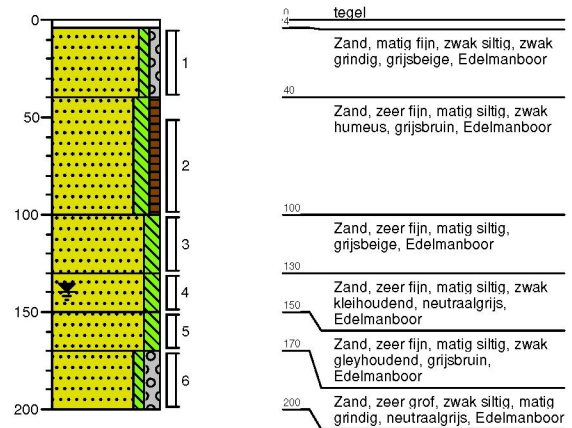 0
50
100
150
200
1
2
3
4
5
6
0
tegel
4
Zand, matig fijn, zwak siltig, zwak
grindig, grijsbeige, Edelmanboor
40
Zand, zeer fijn, matig siltig, zwak
humeus, grijsbruin, Edelmanboor
100
Zand, zeer fijn, matig siltig,
grijsbeige, Edelmanboor
130
Zand, zeer fijn, matig siltig, zwak
kleihoudend, neutraalgrijs,
Edelmanboor
150
Zand, zeer fijn, matig siltig, zwak
gleyhoudend, grijsbruin,
Edelmanboor
170
Zand, zeer grof, zwak siltig, matig
grindig, neutraalgrijs, Edelmanboor
200